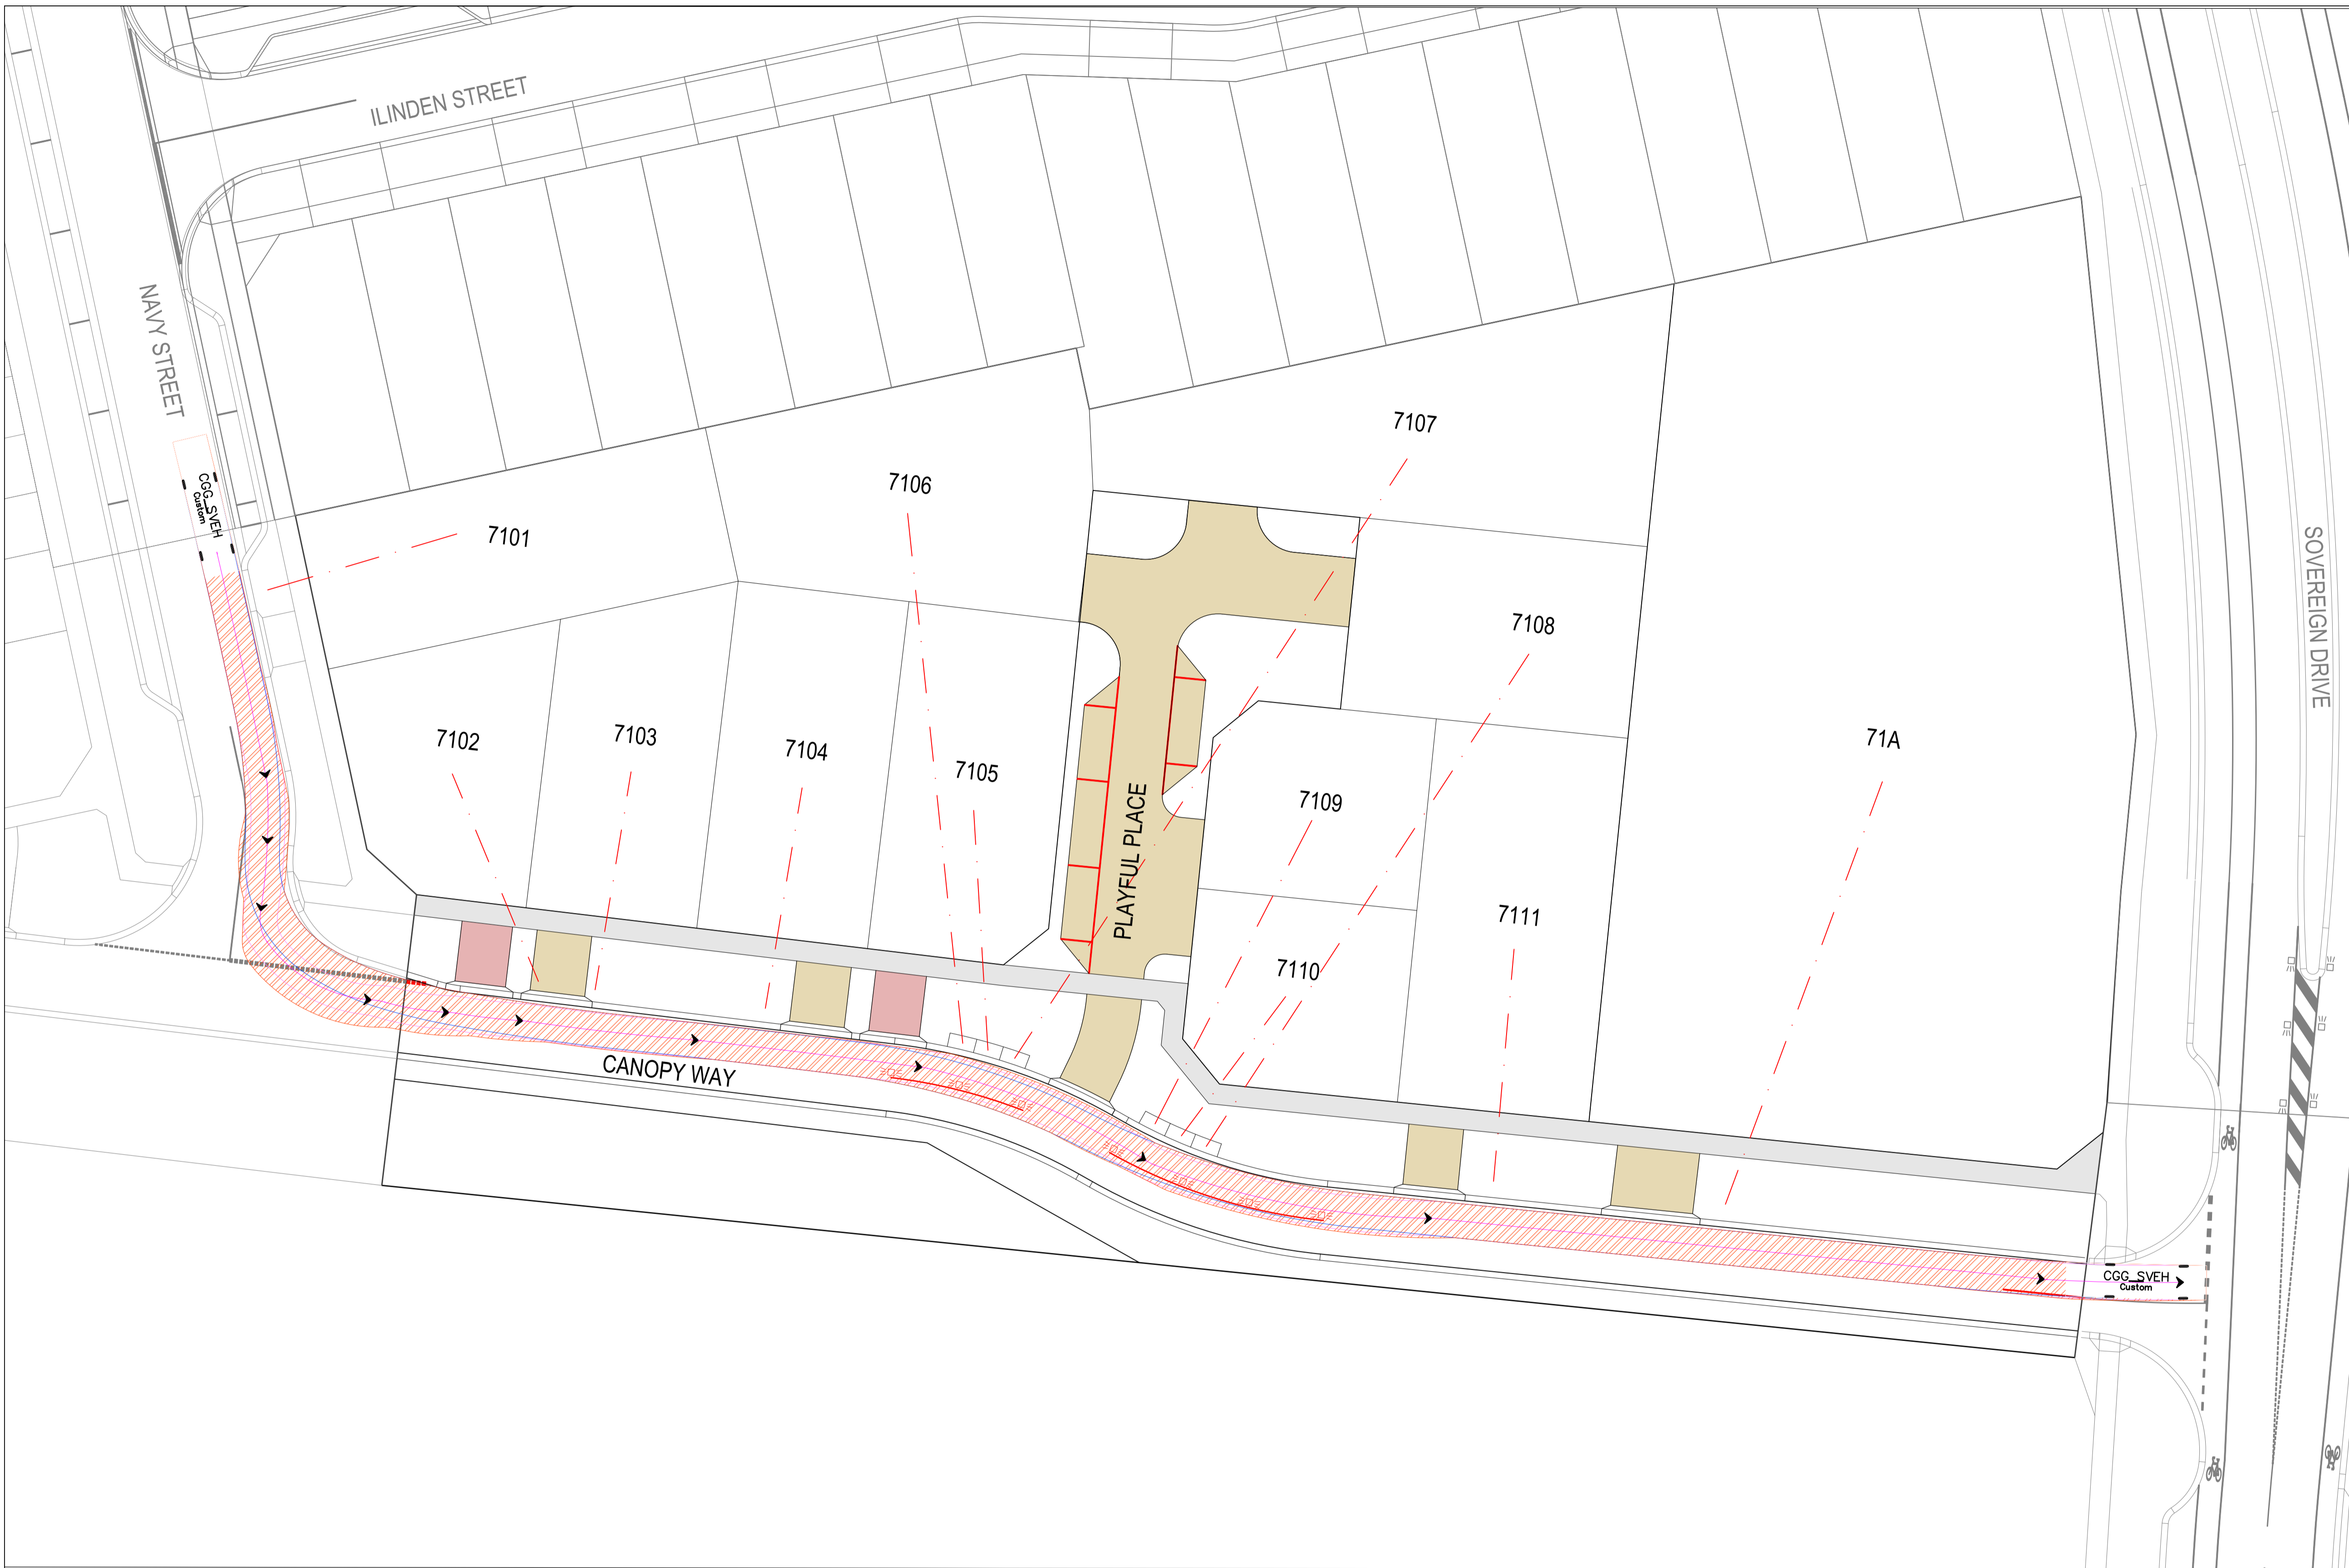 ILINDEN STREET
NAVY STREET
CGG_SVEH
Custom
7101
7106
7107
7108
SOVEREIGN DRIVE
7102
7103
7104
7105
PLAYFUL PLACE
7109
71A
7110
7111
CANOPY WAY
CGG_SVEH
Custom